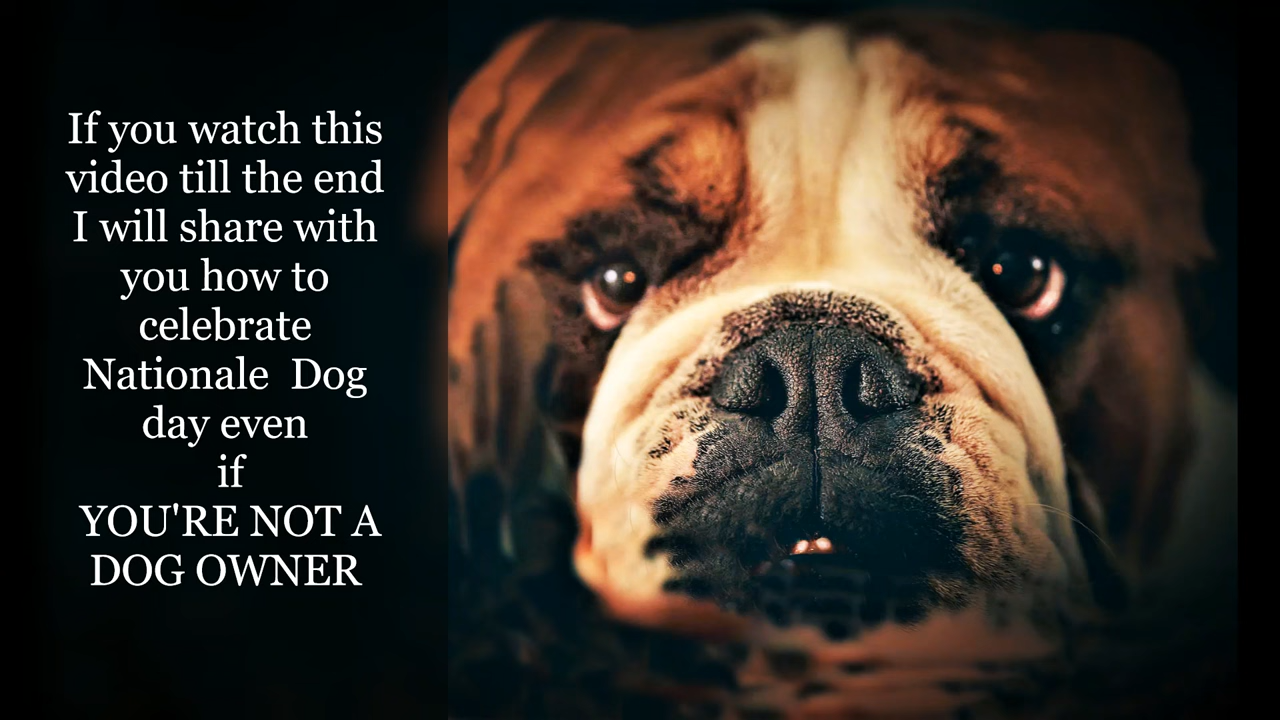 If you watch this
video till the end
I will share with
you how to
celebrate
Nationale  Dog
day even
if
YOU'RE NOT A
DOG OWNER